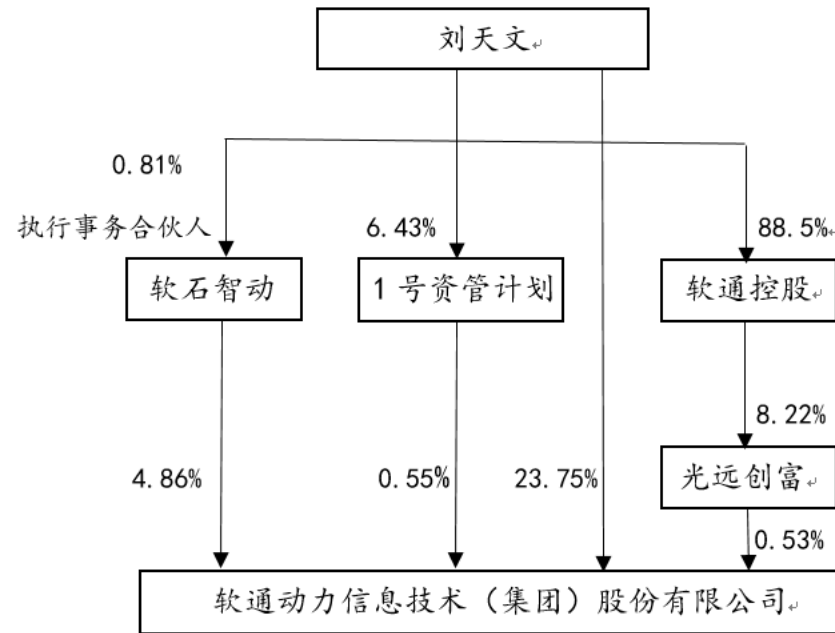 刘天文
0.81%
执行事务合伙人
6.43%
88.5%
软石智动
1号资管计划
软通控股
8.22%
4.86%
0.55%
23.75%
光远创富
0.53%
软通动力信息技术（集团）股份有限公司